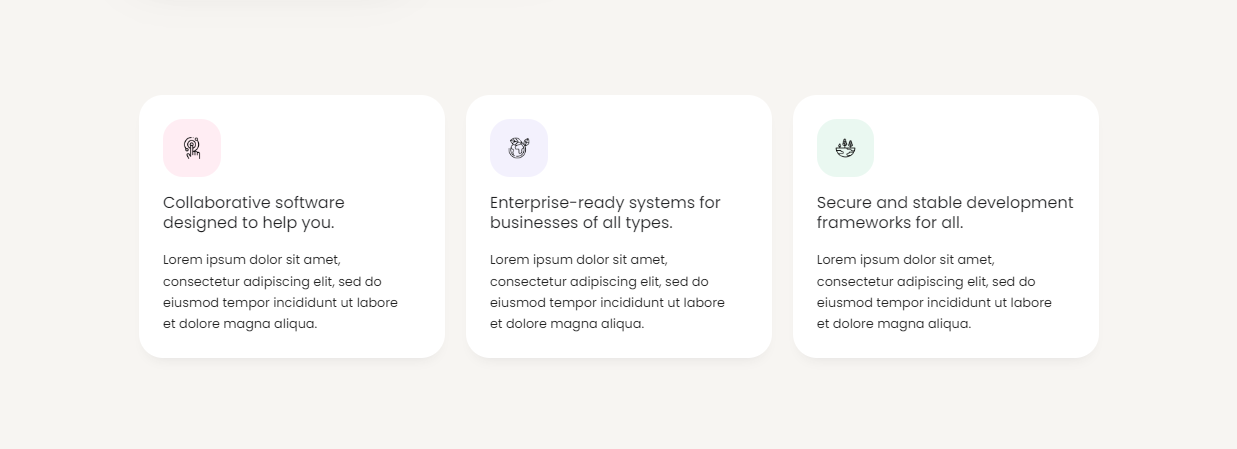 Collaborative software
designed to help you.
Lorem ipsum dolor sit amet,
consectetur adipiscing elit, sed do
eiusmod tempor incididunt ut labore
et dolore magna aliqua.
Enterprise-ready systems for
businesses of all types.
Lorem ipsum dolor sit amet,
consectetur adipiscing elit, sed do
eiusmod tempor incididunt ut labore
et dolore magna aliqua.
Secure and stable development
frameworks for all.
Lorem ipsum dolor sit amet,
consectetur adipiscing elit, sed do
eiusmod tempor incididunt ut labore
et dolore magna aliqua.